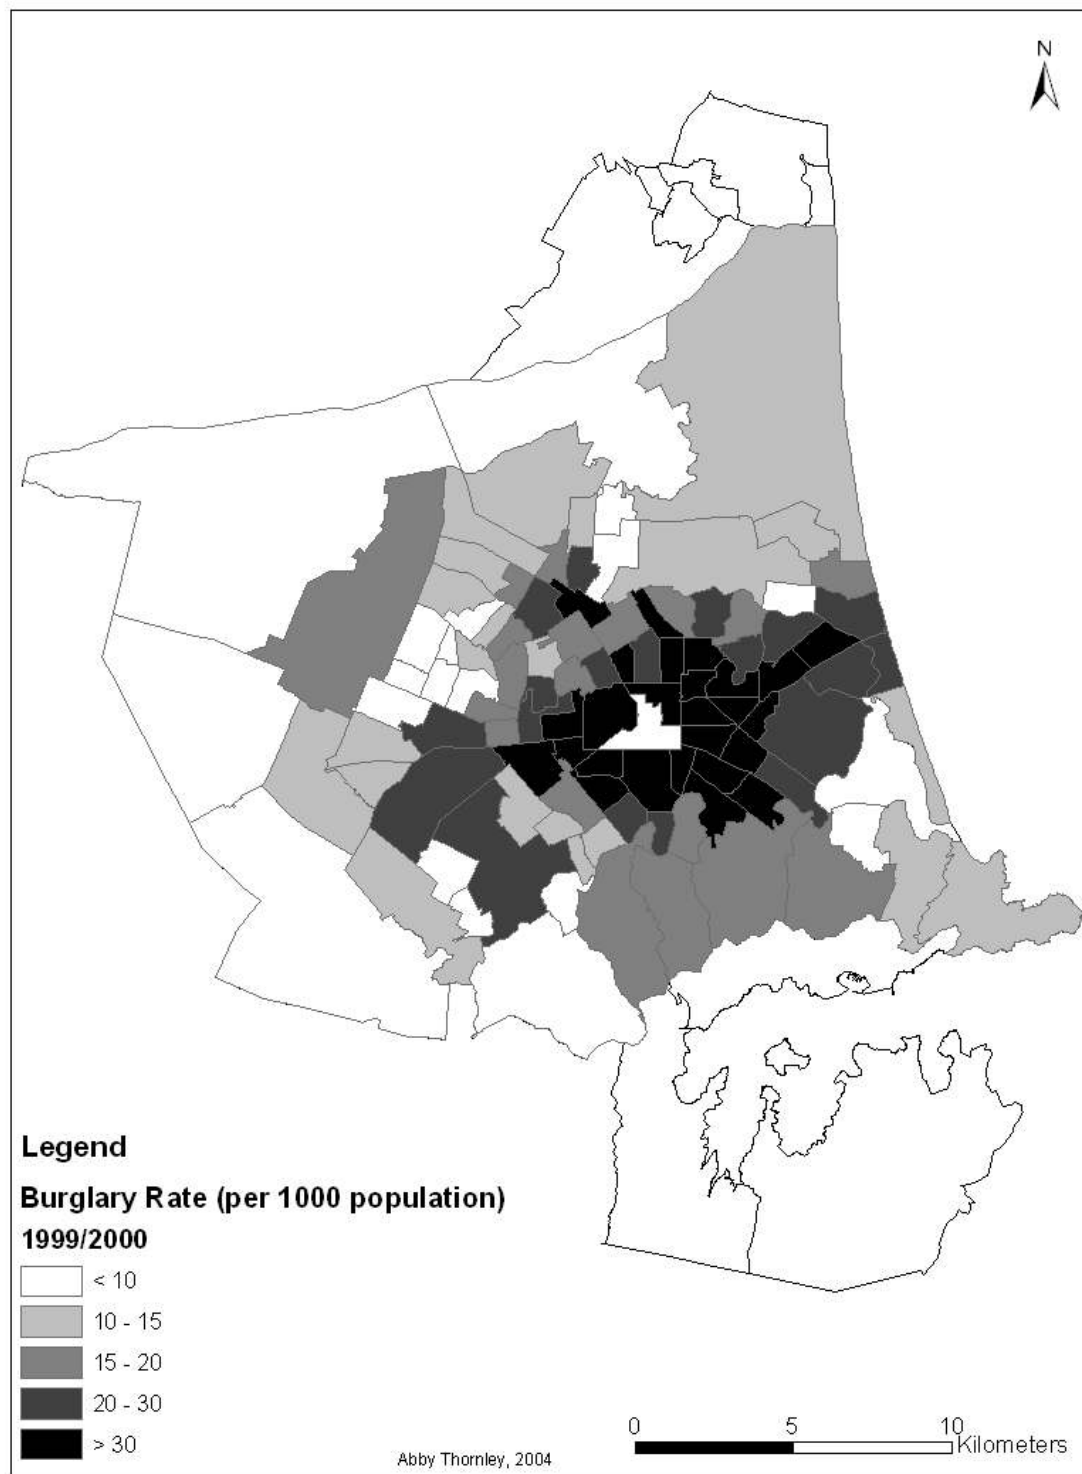 N
Legend
Burglary Rate (per 1000 population)
1999/2000
< 10
10 - 15
15 - 20
20 - 30
> 30
0 5 10
Kilometers
Abby Thornley, 2004